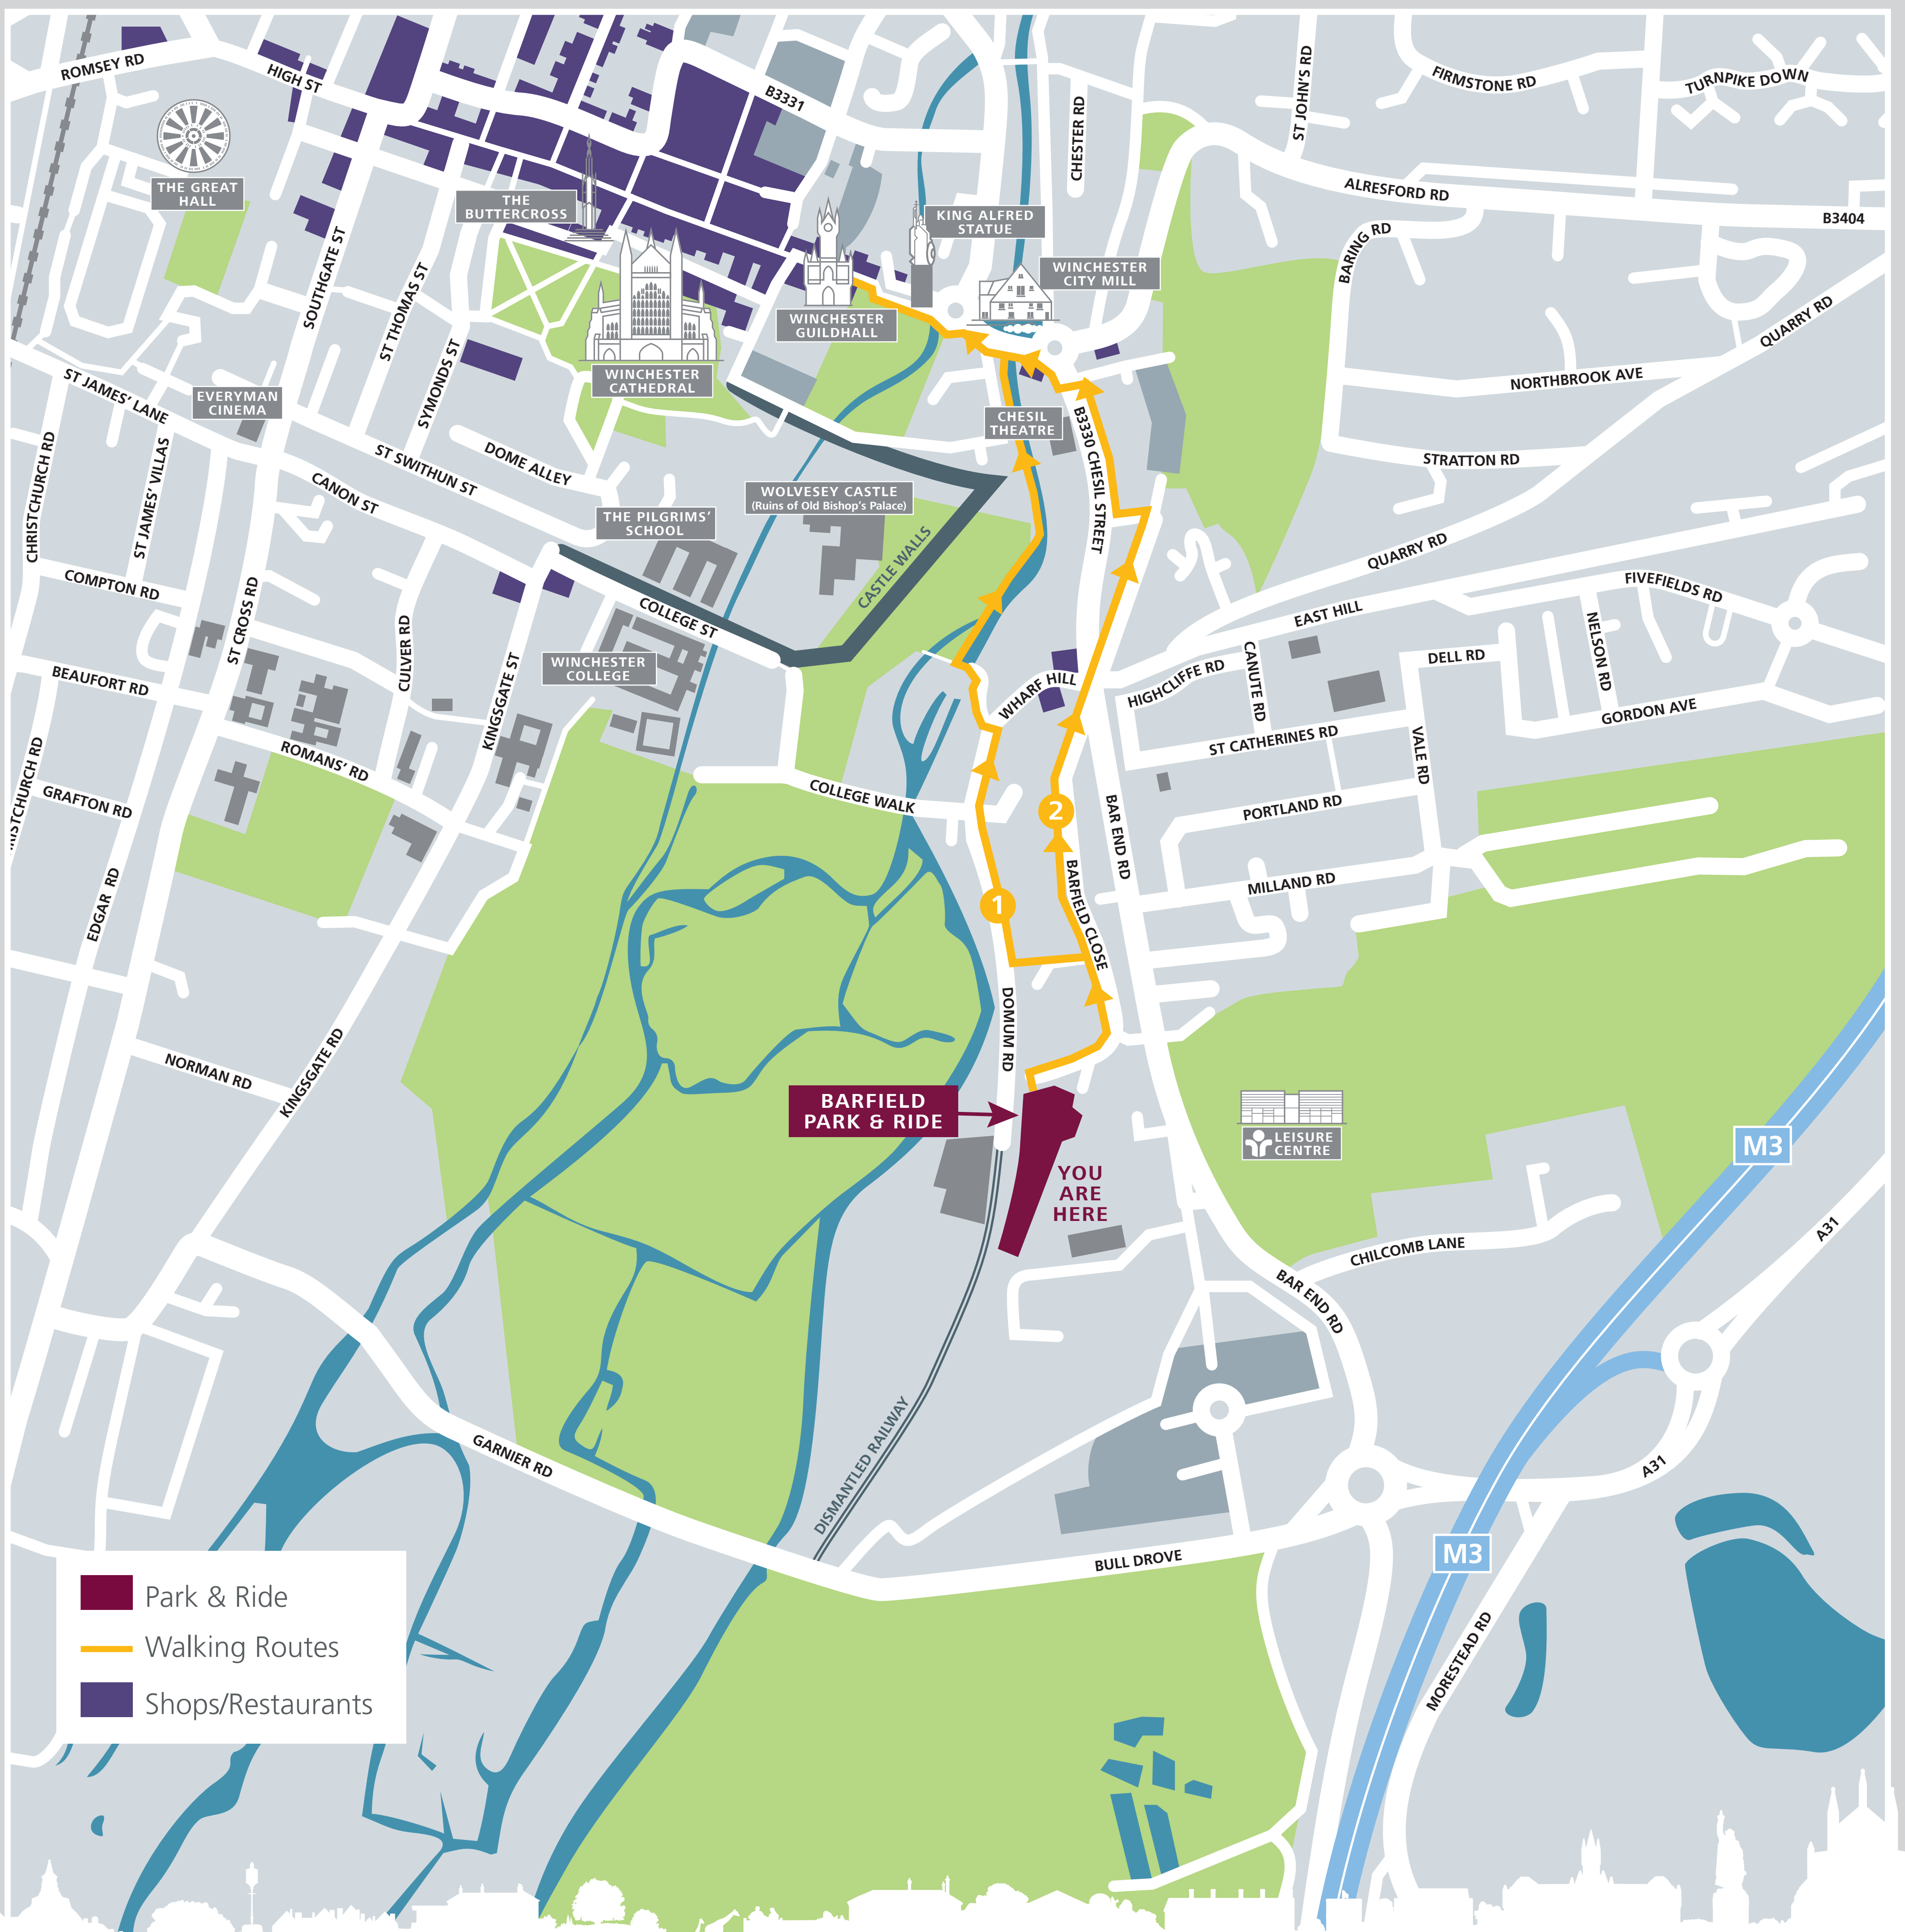 ROMSEY RD
HIGH ST
B3331
CHESTER RD
ST JOHN'S RD
FIRMSTONE RD
TURNPIKE DOWN
THE GREAT
HALL
THE
BUTTERCROSS
KING ALFRED
STATUE
ALRESFORD RD
B3404
BARING RD
WINCHESTER
CITY MILL
SOUTHGATE ST
ST THOMAS ST
SYMONDS ST
WINCHESTER
GUILDHALL
QUARRY RD
WINCHESTER
CATHEDRAL
NORTHBROOK AVE
ST JAMES' LANE
EVERYMAN
CINEMA
CHESIL
THEATRE
B3330 CHESIL STREET
STRATTON RD
CHRISTCHURCH RD
ST JAMES' VILLAS
ST SWITHUN ST
DOME ALLEY
CANON ST
WOLVESEY CASTLE
(Ruins of Old Bishop's Palace)
THE PILGRIMS'
SCHOOL
CASTLE WALLS
QUARRY RD
COMPTON RD
ST CROSS RD
COLLEGE ST
EAST HILL
FIVEFIELDS RD
NELSON RD
CULVER RD
KINGSGATE ST
WINCHESTER
COLLEGE
WHARF HILL
HIGHCLIFFE RD
CANUTE RD
DELL RD
BEAUFORT RD
GORDON AVE
ST CATHERINES RD
VALE RD
ROMANS' RD
COLLEGE WALK
GRAFTON RD
ISTCHURCH RD
2
BAR END RD
PORTLAND RD
EDGAR RD
1
BARFIELD CLOSE
MILLAND RD
DOMUM RD
NORMAN RD
KINGSGATE RD
BARFIELD
PARK & RIDE
LEISURE
CENTRE
M3
YOU
ARE
HERE
CHILCOMB LANE
A31
BAR END RD
GARNIER RD
DISMANTLED RAILWAY
A31
BULL DROVE
M3
MORESTEAD RD
Park & Ride
Walking Routes
Shops/Restaurants